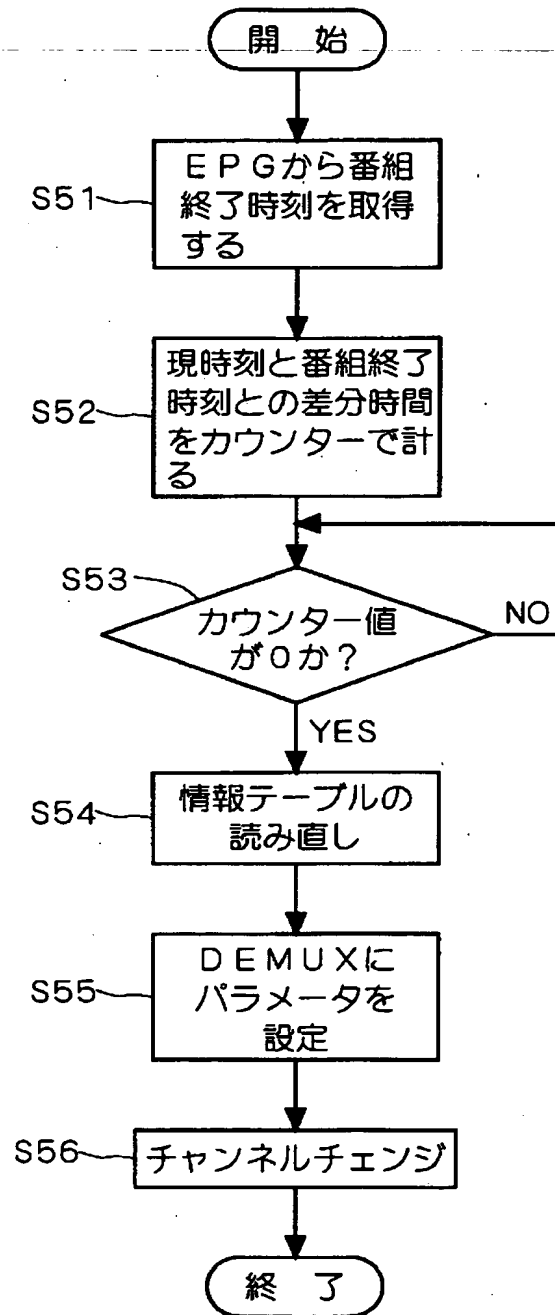 開 始
S51
EPGから番組
終了時刻を取得
する
S52
現時刻と番組終了
時刻との差分時間
をカウンターで計
る
S53
カウンター値
が0か?
NO
YES
S54
情報テーブルの
読み直し
S55
DEMUXに
パラメータを
設定
S56
チャンネルチェンジ
終 了